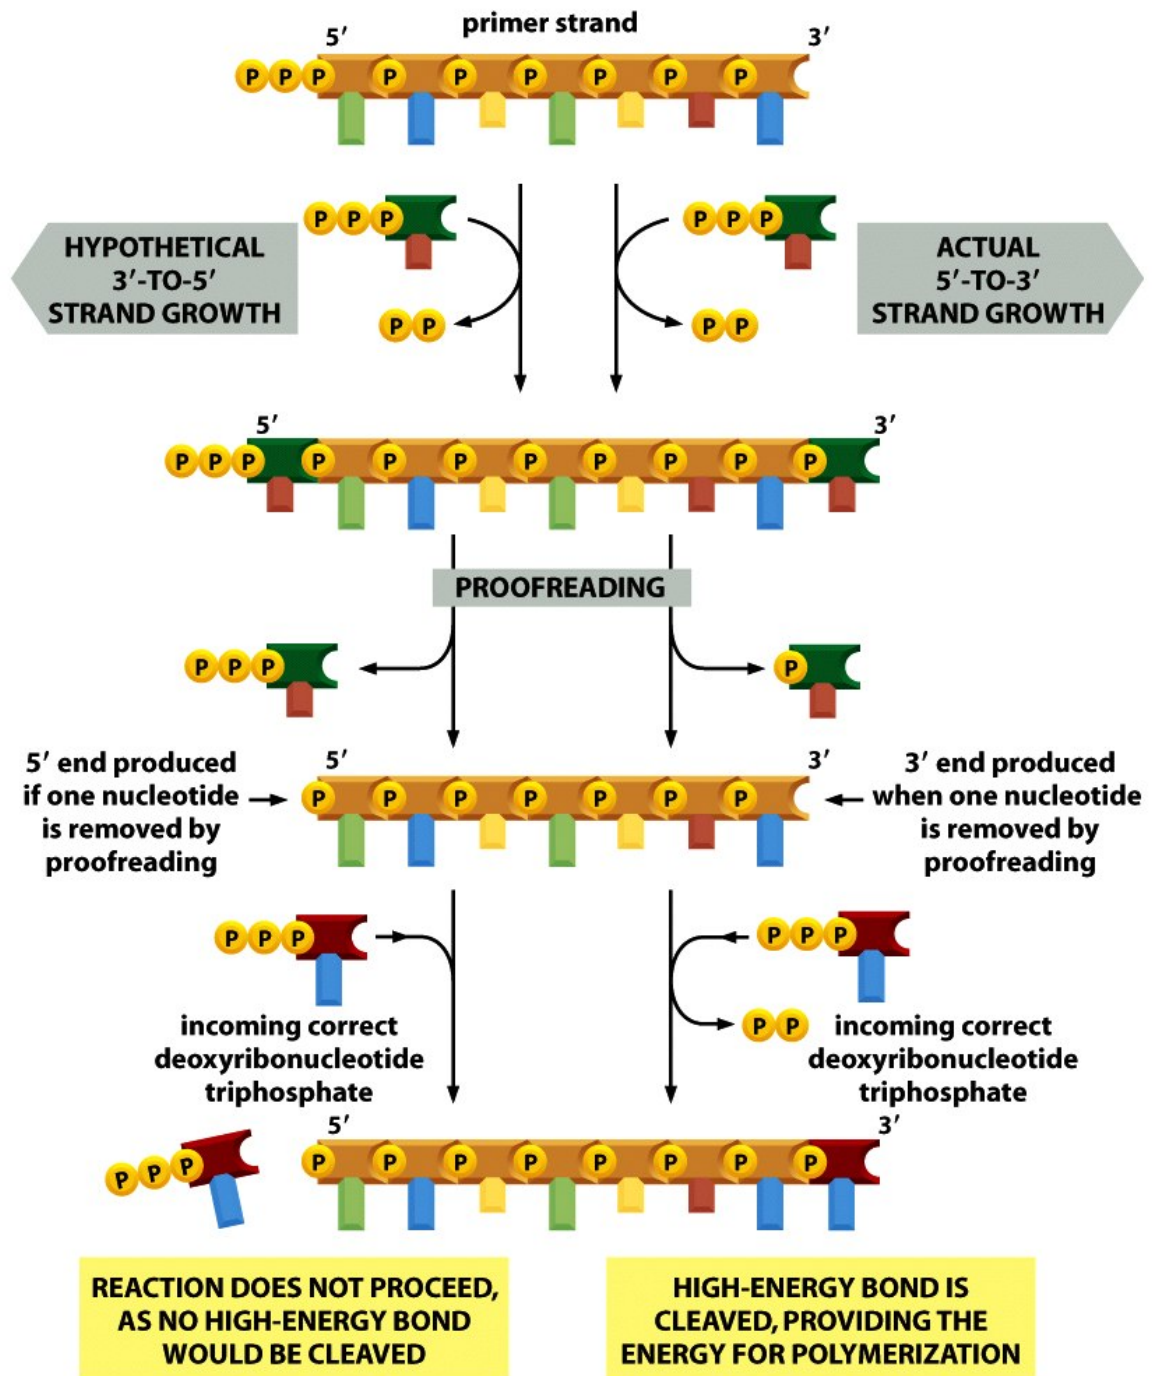 primer strand
5′
3′
P P P P P P P P P
P P P
P P P
HYPOTHETICAL
3′-TO-5′
STRAND GROWTH
ACTUAL
5′-TO-3′
STRAND GROWTH
P P
P P
5′
3′
P P P P P P P P P P P
PROOFREADING
P P P
P
5′ end produced
if one nucleotide
is removed by
proofreading
5′
3′
P P P P P P P
3′ end produced
when one nucleotide
is removed by
proofreading
P P P
P P P
incoming correct
deoxyribonucleotide
triphosphate
P P
incoming correct
deoxyribonucleotide
triphosphate
5′
3′
P P P
P P P P P P P P
REACTION DOES NOT PROCEED,
AS NO HIGH-ENERGY BOND
WOULD BE CLEAVED
HIGH-ENERGY BOND IS
CLEAVED, PROVIDING THE
ENERGY FOR POLYMERIZATION